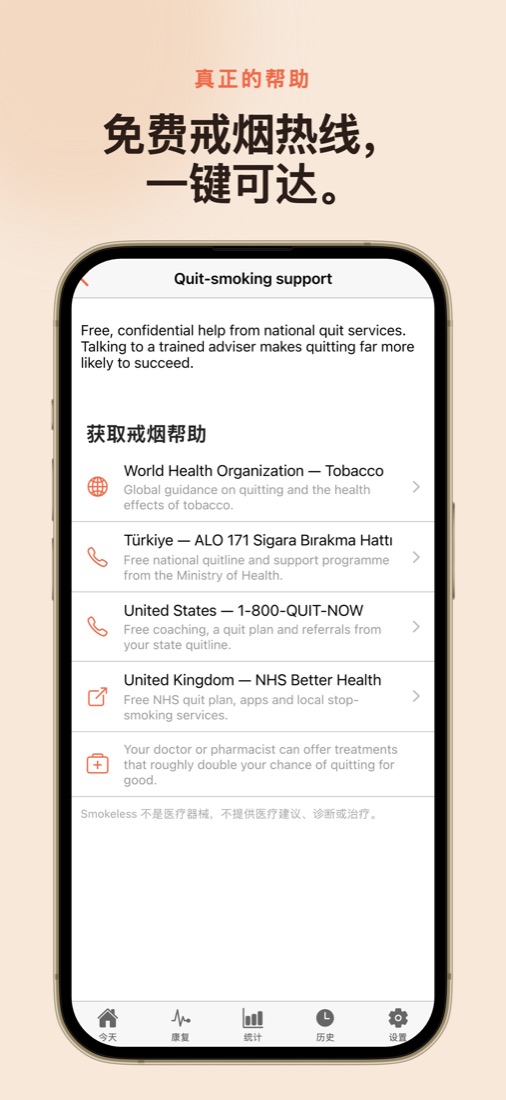 真正的帮助
免费戒烟热线，
一键可达。
Quit-smoking support
Free, confidential help from national quit services.
Talking to a trained adviser makes quitting far more
likely to succeed.
获取戒烟帮助
World Health Organization — Tobacco
Global guidance on quitting and the health
effects of tobacco.
Türkiye — ALO 171 Sigara Bırakma Hattı
Free national quitline and support programme
from the Ministry of Health.
United States — 1-800-QUIT-NOW
Free coaching, a quit plan and referrals from
your state quitline.
United Kingdom — NHS Better Health
Free NHS quit plan, apps and local stop-
smoking services.
Your doctor or pharmacist can offer treatments
that roughly double your chance of quitting for
good.
Smokeless 不是医疗器械，不提供医疗建议、诊断或治疗。
今天 康复 统计 历史 设置